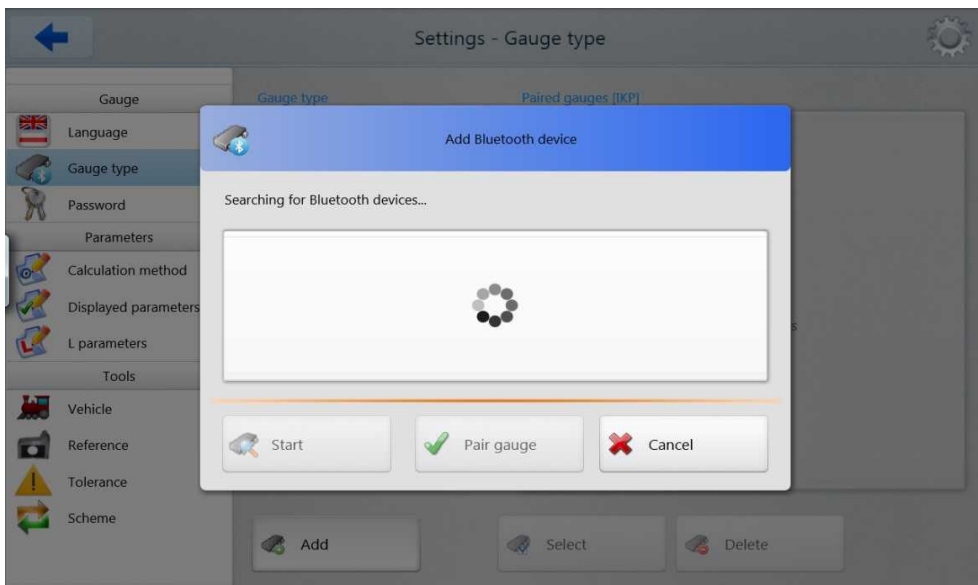 Settings - Gauge type
Gauge
Gauge type
Paired gauges [IKP]
Language
Gauge type
Password
Parameters
Calculation method
Displayed parameters
L parameters
Tools
Vehicle
Reference
Tolerance
Scheme
Add Bluetooth device
Searching for Bluetooth devices...
Start
Pair gauge
Cancel
Add
Select
Delete